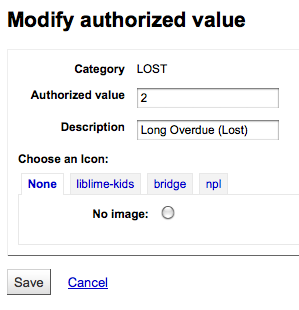 Modify authorized value
Category LOST
Authorized value 2
Description Long Overdue (Lost)
Choose an Icon:
None liblime-kids bridge npl
No image:
Save Cancel